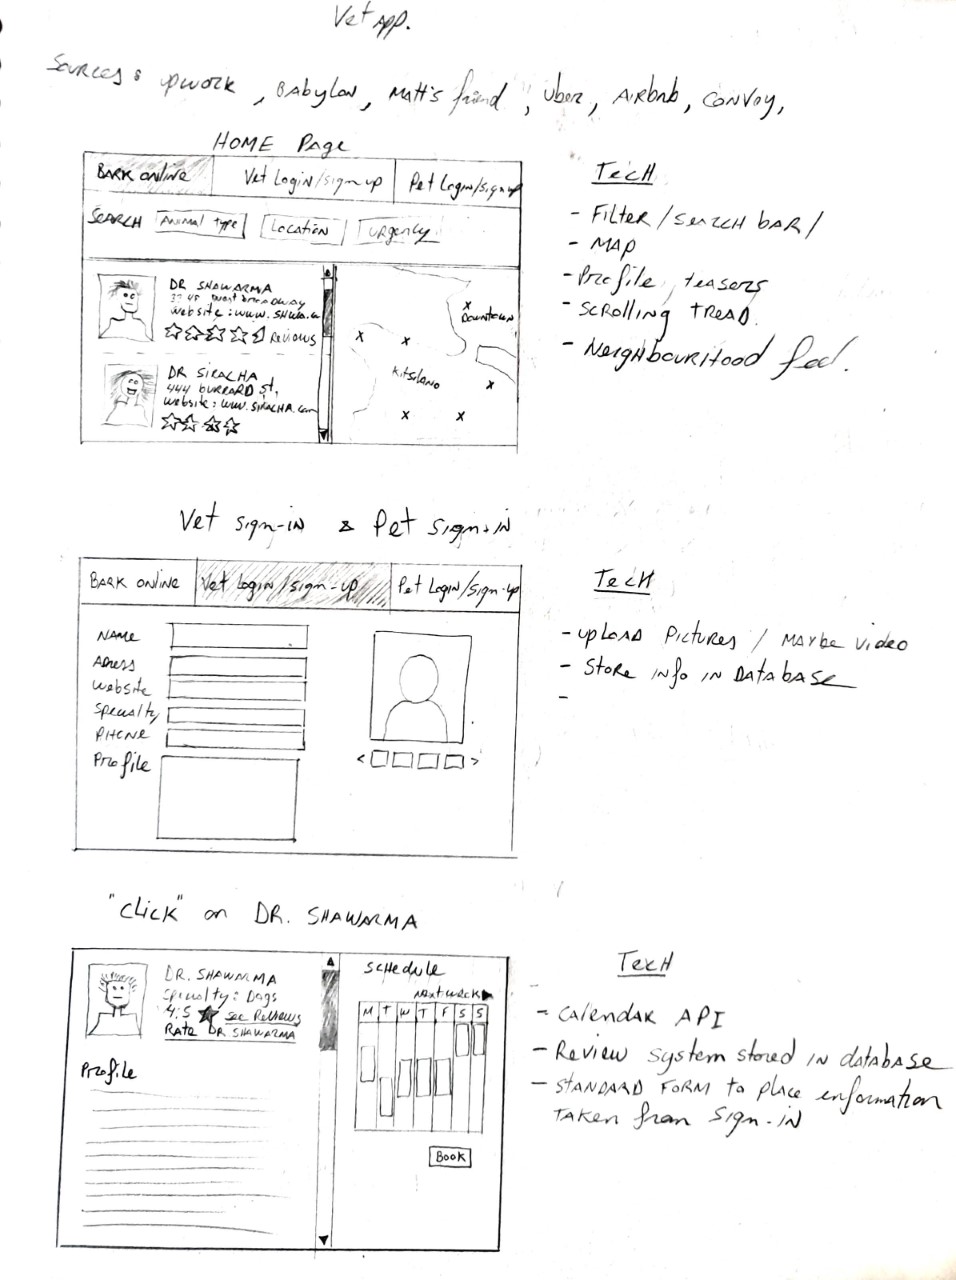 Vet APP.
Sources: upwork, BAbylon, Matt's friend, Uber, AiRbnb, CONVoy,
HOME Page
BARK ONLINE
Vet Login/sign up
Pet Login/sign up
SEARCH
ANIMAL type
LOCATION
URgency
DR SHAWARMA
website: www.SHwa.c
Reviews
DR SIRACHA
444 BURRARD St,
website: www.SIRACHA.com
DOWNTOWN
Kitsilano
TECH
- Filter/search bar/
- MAP
- Profile, teasers
- SCROLLING TREAD.
- NeigHbourHood feel.
Vet sign-in & Pet sign-in
BARK ONLINE
Vet Login/sign-up
Pet Login/Sign-up
NAME
Adress
Website
Specialty
PHONE
Profile
< >
TECH
- upload Pictures / Maybe video
- Store info in DATABASE
-
"Click" on DR. SHAWARMA
DR. SHAWARMA
Spicialty: Dogs
4.5 ★ See Reviews
Rate DR SHAWARMA
Profile
SCHedule
Next week ▶
M T W T F S S
BOOK
TECH
- Calendar API
- Review system stored in database
- STANDARD FORM to place information
TAKEN from Sign-in